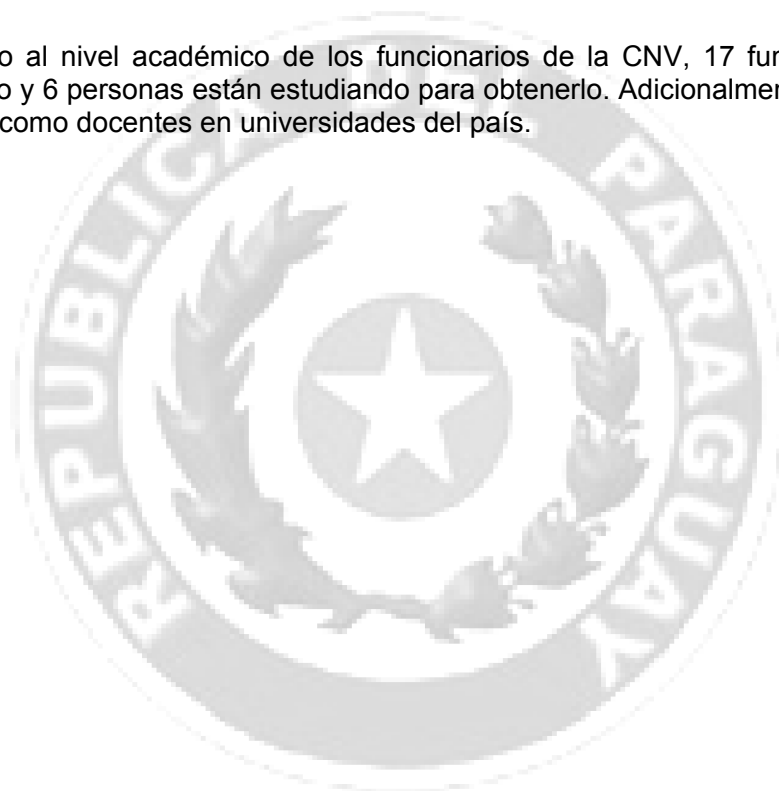 o al nivel académico de los funcionarios de la CNV, 17 fun
o y 6 personas están estudiando para obtenerlo. Adicionalmen
como docentes en universidades del país.
REPUBLICA DEL PARAGUAY